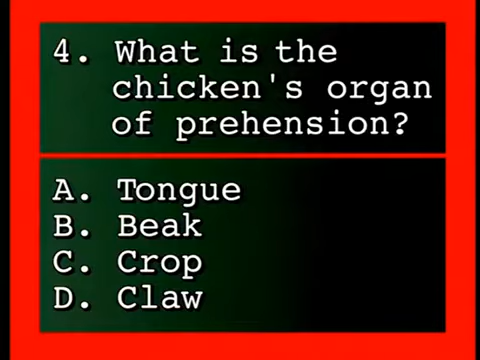 4. What is the
chicken's organ
of prehension?
A. Tongue
B. Beak
C. Crop
D. Claw